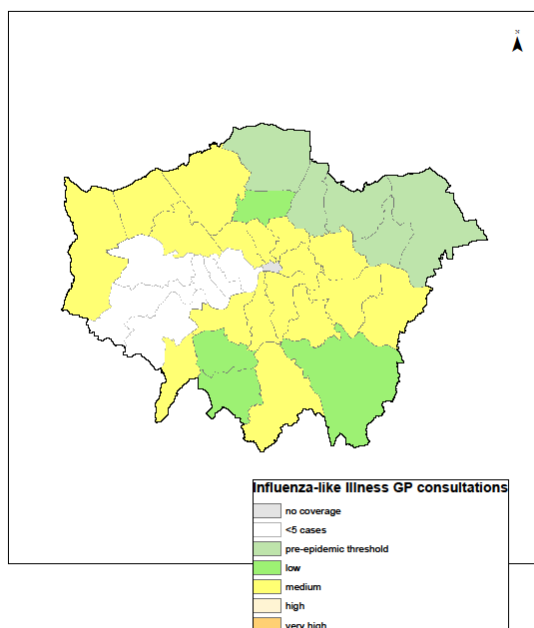 N
Influenza-like Illness GP consultations
no coverage
<5 cases
pre-epidemic threshold
low
medium
high
very high